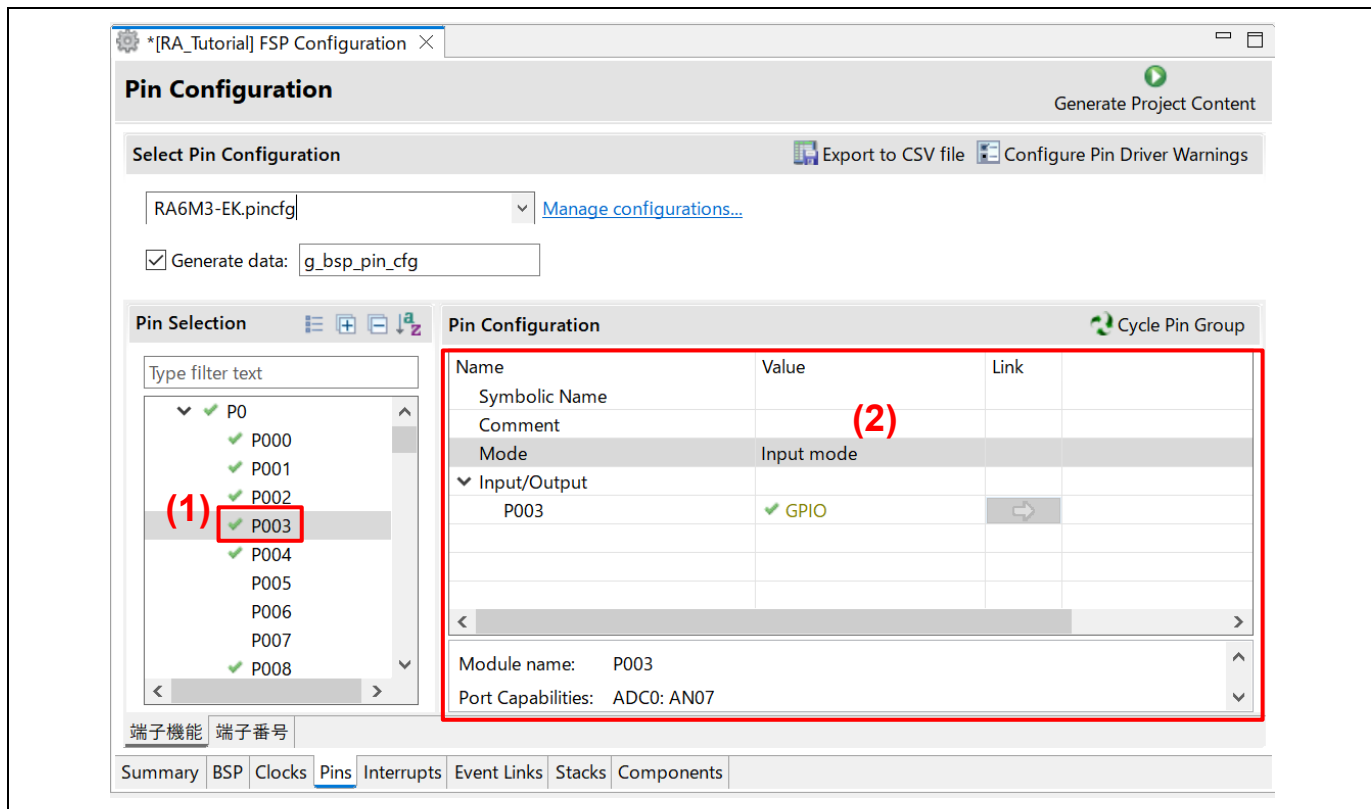 *[RA_Tutorial] FSP Configuration
Pin Configuration
Generate Project Content
Select Pin Configuration
Export to CSV file
Configure Pin Driver Warnings
RA6M3-EK.pincfg
Manage configurations...
Generate data: g_bsp_pin_cfg
Pin Selection
Type filter text
P0
P000
P001
P002
(1)
P003
P004
P005
P006
P007
P008
Pin Configuration
Cycle Pin Group
Name Value Link
Symbolic Name
Comment
(2)
Mode Input mode
Input/Output
P003 GPIO
Module name: P003
Port Capabilities: ADC0: AN07
端子機能 端子番号
Summary BSP Clocks Pins Interrupts Event Links Stacks Components